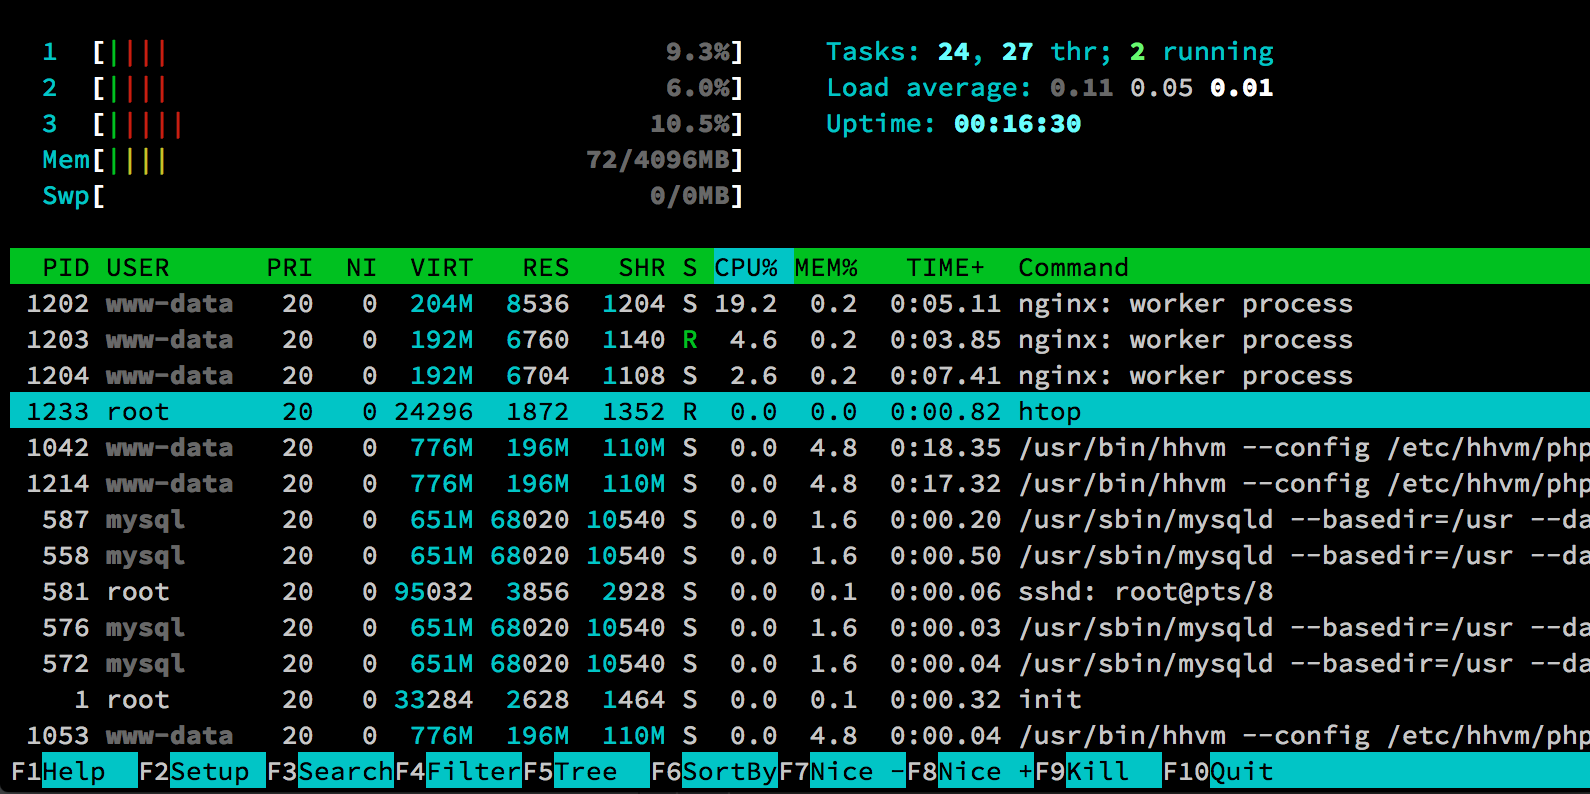 1 [|||| 9.3%] Tasks: 24, 27 thr; 2 running
2 [|||| 6.0%] Load average: 0.11 0.05 0.01
3 [||||| 10.5%] Uptime: 00:16:30
Mem[|||| 72/4096MB]
Swp[ 0/0MB]
PID USER PRI NI VIRT RES SHR S CPU% MEM% TIME+ Command
1202 www-data 20 0 204M 8536 1204 S 19.2 0.2 0:05.11 nginx: worker process
1203 www-data 20 0 192M 6760 1140 R 4.6 0.2 0:03.85 nginx: worker process
1204 www-data 20 0 192M 6704 1108 S 2.6 0.2 0:07.41 nginx: worker process
1233 root 20 0 24296 1872 1352 R 0.0 0.0 0:00.82 htop
1042 www-data 20 0 776M 196M 110M S 0.0 4.8 0:18.35 /usr/bin/hhvm --config /etc/hhvm/php
1214 www-data 20 0 776M 196M 110M S 0.0 4.8 0:17.32 /usr/bin/hhvm --config /etc/hhvm/php
587 mysql 20 0 651M 68020 10540 S 0.0 1.6 0:00.20 /usr/sbin/mysqld --basedir=/usr --da
558 mysql 20 0 651M 68020 10540 S 0.0 1.6 0:00.50 /usr/sbin/mysqld --basedir=/usr --da
581 root 20 0 95032 3856 2928 S 0.0 0.1 0:00.06 sshd: root@pts/8
576 mysql 20 0 651M 68020 10540 S 0.0 1.6 0:00.03 /usr/sbin/mysqld --basedir=/usr --da
572 mysql 20 0 651M 68020 10540 S 0.0 1.6 0:00.04 /usr/sbin/mysqld --basedir=/usr --da
1 root 20 0 33284 2628 1464 S 0.0 0.1 0:00.32 init
1053 www-data 20 0 776M 196M 110M S 0.0 4.8 0:00.04 /usr/bin/hhvm --config /etc/hhvm/php
F1Help F2Setup F3SearchF4FilterF5Tree F6SortByF7Nice -F8Nice +F9Kill F10Quit